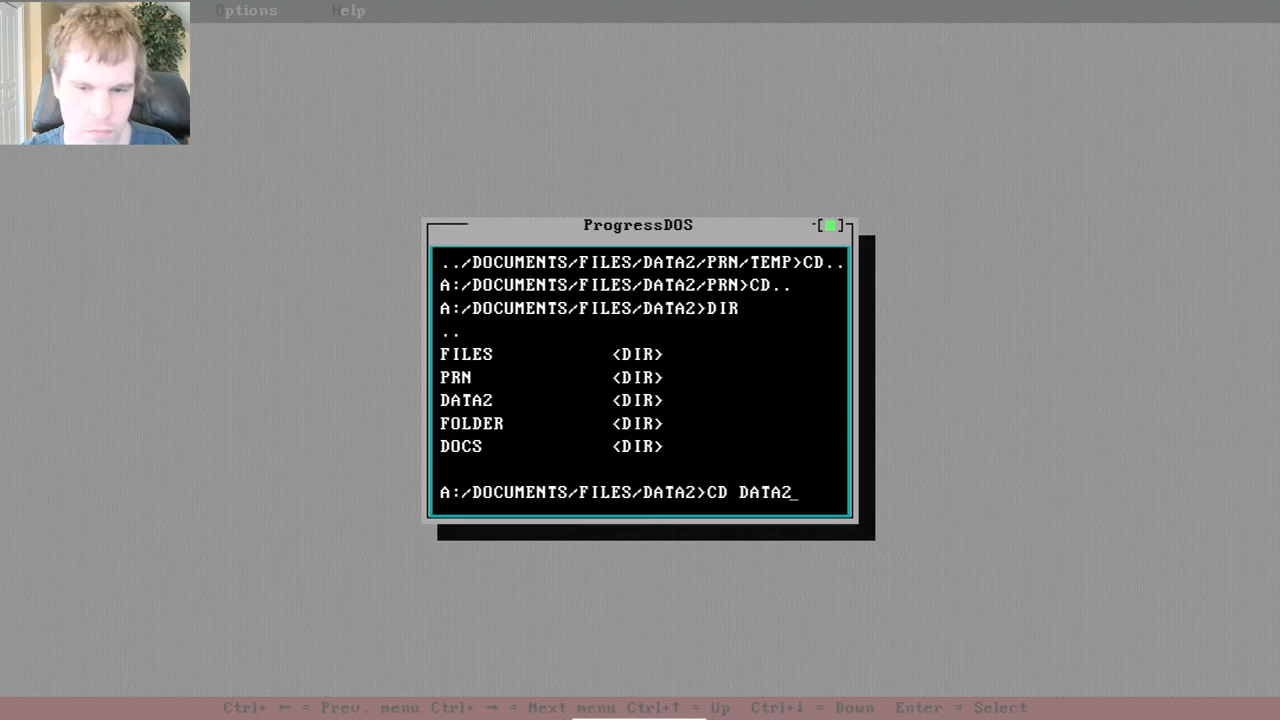 Options Help
ProgressDOS
../DOCUMENTS/FILES/DATA2/PRN/TEMP>CD..
A:/DOCUMENTS/FILES/DATA2/PRN>CD..
A:/DOCUMENTS/FILES/DATA2>DIR
..
FILES <DIR>
PRN <DIR>
DATA2 <DIR>
FOLDER <DIR>
DOCS <DIR>
A:/DOCUMENTS/FILES/DATA2>CD DATA2_
Ctrl+ ← = Prev. menu Ctrl+ → = Next menu Ctrl+↑ = Up Ctrl+↓ = Down Enter = Select